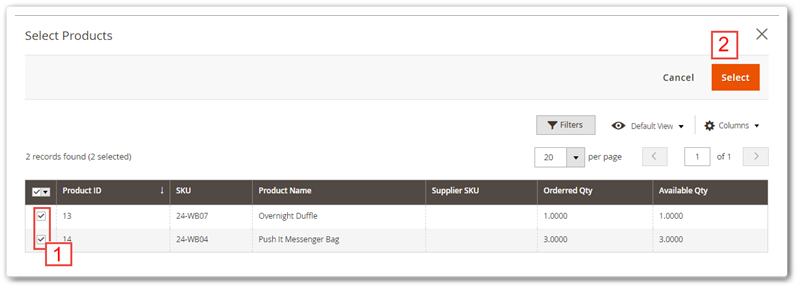 Select Products
2
Cancel Select
Filters Default View Columns
2 records found (2 selected) 20 per page 1 of 1
Product ID ↓ SKU Product Name Supplier SKU Orderred Qty Available Qty
13 24-WB07 Overnight Duffle 1.0000 1.0000
14 24-WB04 Push It Messenger Bag 3.0000 3.0000
1